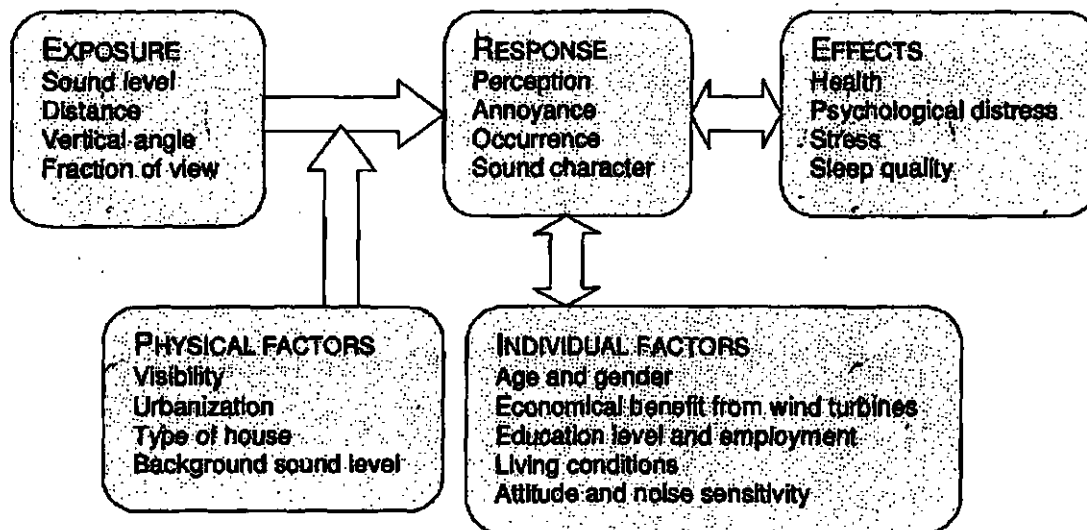 EXPOSURE
Sound level
Distance
Vertical angle
Fraction of view
RESPONSE
Perception
Annoyance
Occurrence
Sound character
EFFECTS
Health
Psychological distress
Stress
Sleep quality
PHYSICAL FACTORS
Visibility
Urbanization
Type of house
Background sound level
INDIVIDUAL FACTORS
Age and gender
Economical benefit from wind turbines
Education level and employment
Living conditions
Attitude and noise sensitivity